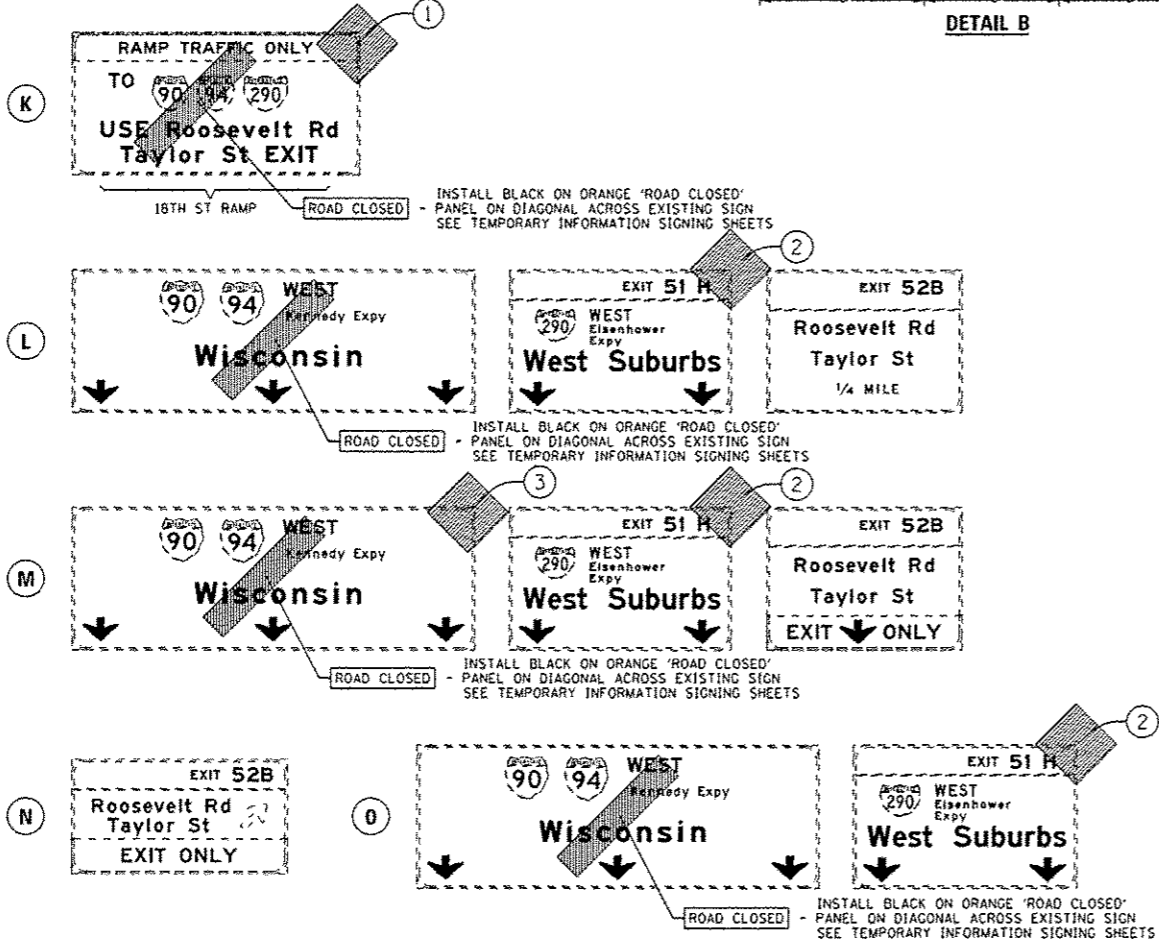 DETAIL B
1
K
RAMP TRAFFIC ONLY
TO 90 94 290
USE Roosevelt Rd
Taylor St EXIT
18TH ST RAMP
ROAD CLOSED - INSTALL BLACK ON ORANGE 'ROAD CLOSED'
PANEL ON DIAGONAL ACROSS EXISTING SIGN
SEE TEMPORARY INFORMATION SIGNING SHEETS
L
90 94 WEST
Kennedy Expy
Wisconsin
2
EXIT 51 H
290 WEST
Eisenhower
Expy
West Suburbs
EXIT 52B
Roosevelt Rd
Taylor St
1/4 MILE
ROAD CLOSED - INSTALL BLACK ON ORANGE 'ROAD CLOSED'
PANEL ON DIAGONAL ACROSS EXISTING SIGN
SEE TEMPORARY INFORMATION SIGNING SHEETS
M
3
90 94 WEST
Kennedy Expy
Wisconsin
2
EXIT 51 H
290 WEST
Eisenhower
Expy
West Suburbs
EXIT 52B
Roosevelt Rd
Taylor St
EXIT ONLY
ROAD CLOSED - INSTALL BLACK ON ORANGE 'ROAD CLOSED'
PANEL ON DIAGONAL ACROSS EXISTING SIGN
SEE TEMPORARY INFORMATION SIGNING SHEETS
N
EXIT 52B
Roosevelt Rd
Taylor St
EXIT ONLY
O
90 94 WEST
Kennedy Expy
Wisconsin
2
EXIT 51 H
290 WEST
Eisenhower
Expy
West Suburbs
ROAD CLOSED - INSTALL BLACK ON ORANGE 'ROAD CLOSED'
PANEL ON DIAGONAL ACROSS EXISTING SIGN
SEE TEMPORARY INFORMATION SIGNING SHEETS